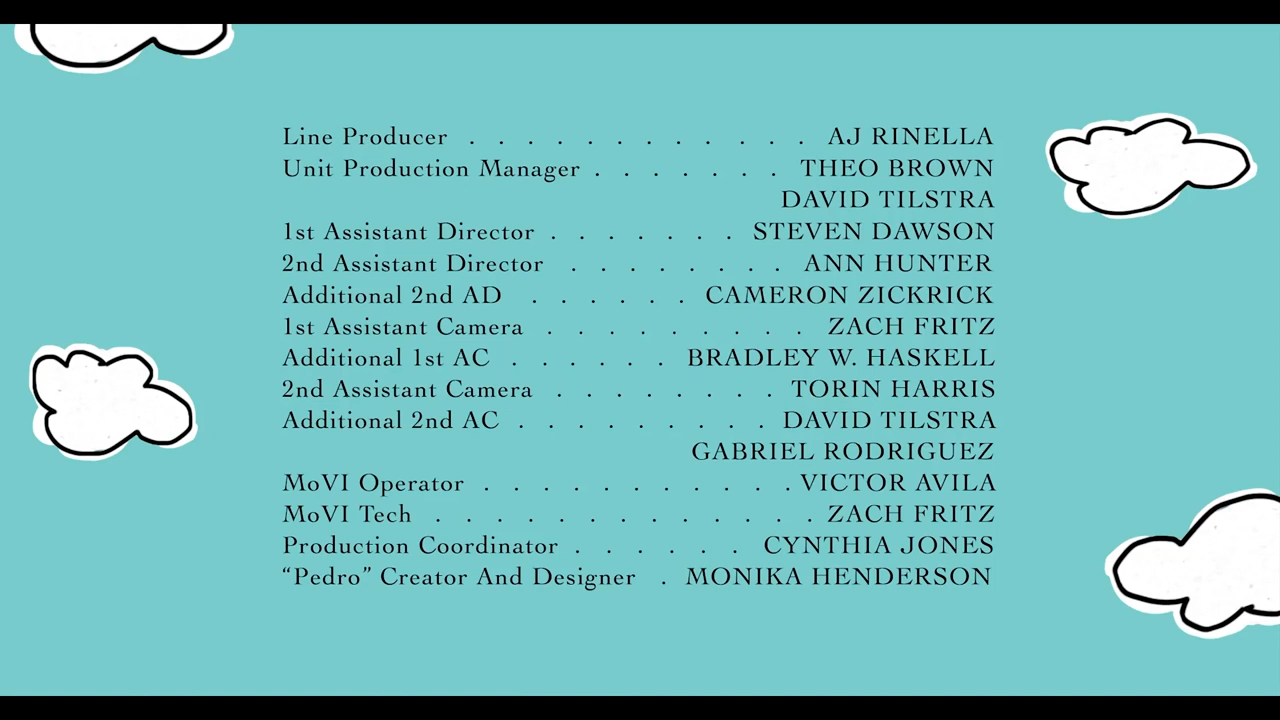 Line Producer . . . . . . . . . . . . AJ RINELLA
Unit Production Manager . . . . . . . THEO BROWN
DAVID TILSTRA
1st Assistant Director . . . . . . . STEVEN DAWSON
2nd Assistant Director . . . . . . . . ANN HUNTER
Additional 2nd AD . . . . . . CAMERON ZICKRICK
1st Assistant Camera . . . . . . . . . ZACH FRITZ
Additional 1st AC . . . . . . BRADLEY W. HASKELL
2nd Assistant Camera . . . . . . . . TORIN HARRIS
Additional 2nd AC . . . . . . . . . DAVID TILSTRA
GABRIEL RODRIGUEZ
MoVI Operator . . . . . . . . . . . VICTOR AVILA
MoVI Tech . . . . . . . . . . . . . ZACH FRITZ
Production Coordinator . . . . . . CYNTHIA JONES
“Pedro” Creator And Designer . MONIKA HENDERSON